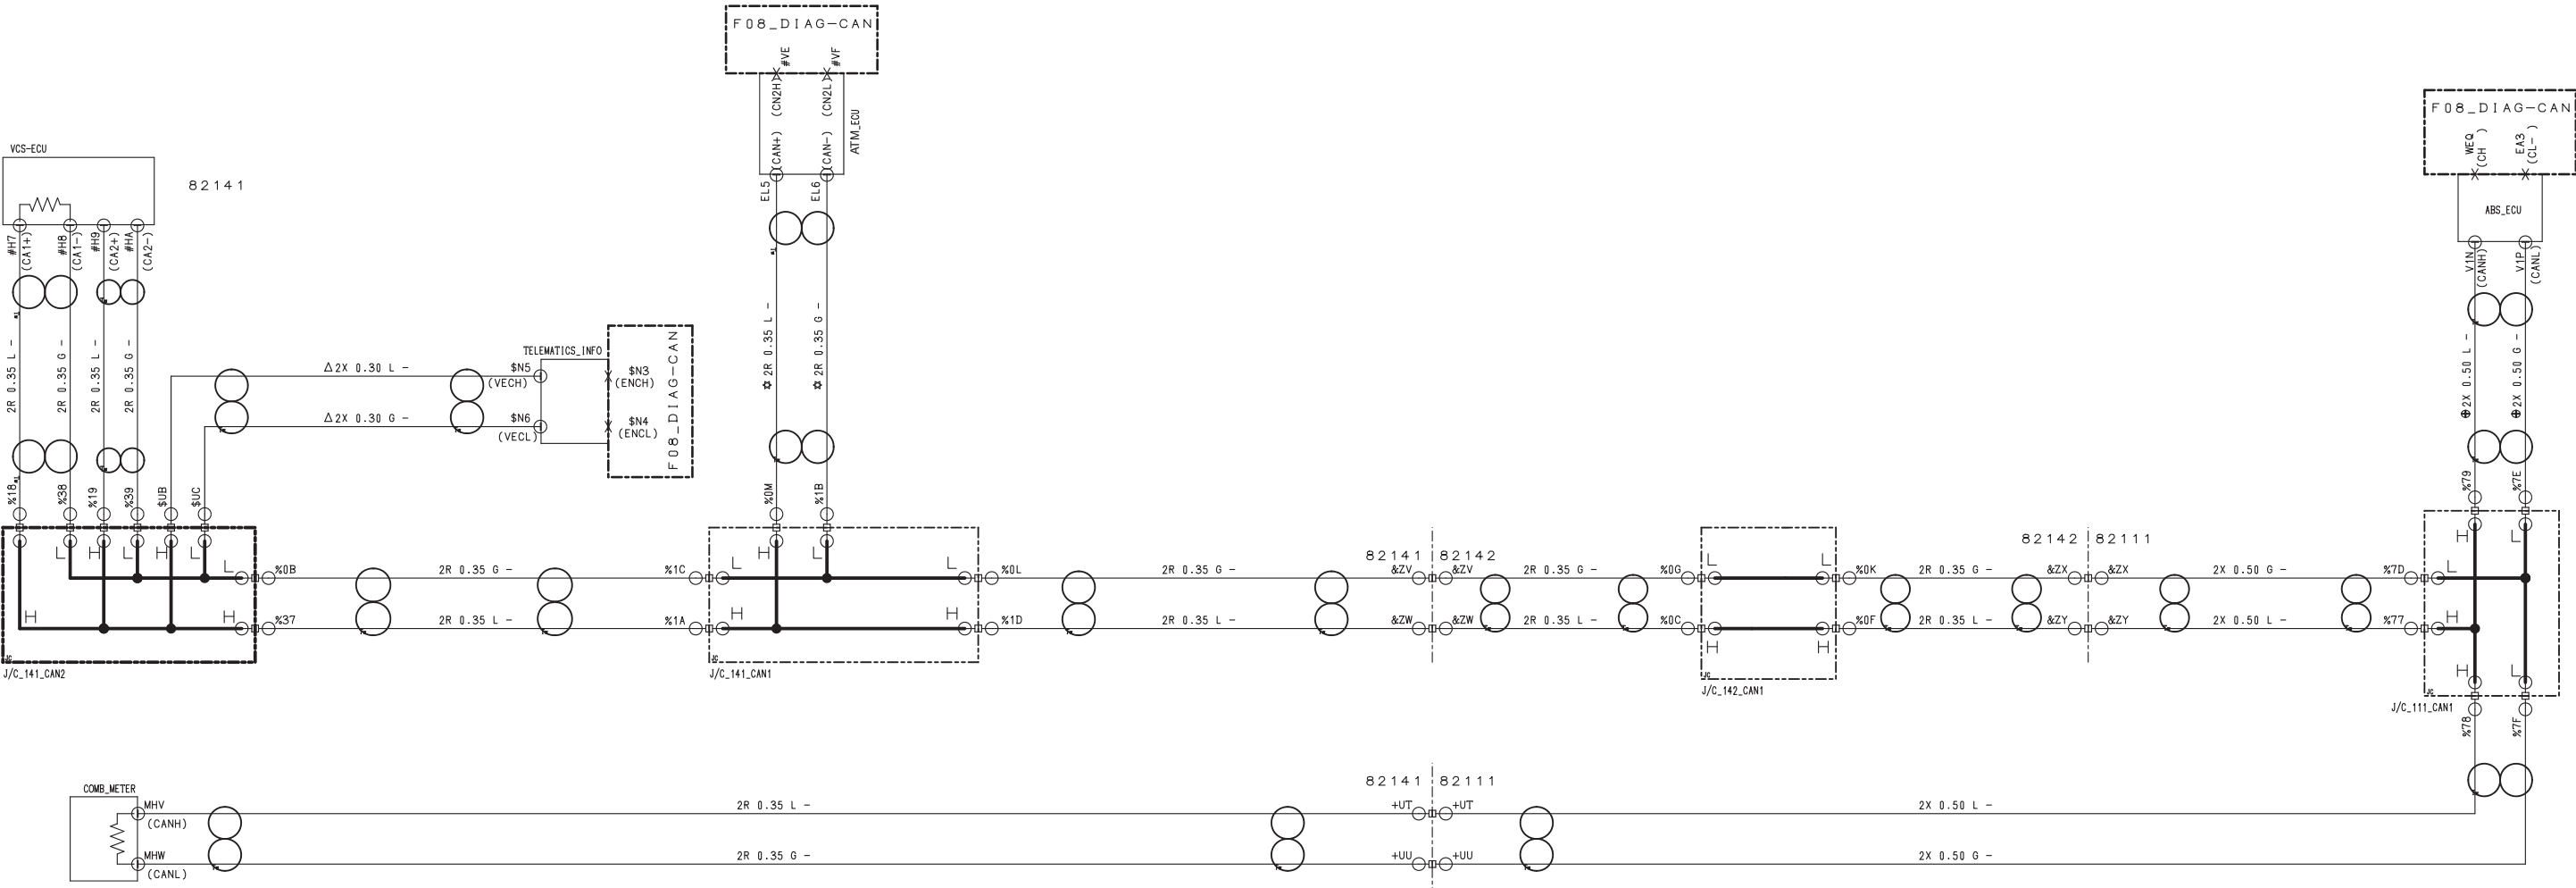 F08_DIAG-CAN
#VE
#VF
(CAN+) (CN2H)
(CAN-) (CN2L)
ATM_ECU
EL5
EL6
✡ 2R 0.35 L -
✡ 2R 0.35 G -
%0M
%1B
F08_DIAG-CAN
WEQ
(CH )
EA3
(CL- )
ABS_ECU
V1N
(CANH)
V1P
(CANL)
⊕ 2X 0.50 L -
⊕ 2X 0.50 G -
%79
%7E
VCS-ECU
82141
#H7
(CA1+)
#H8
(CA1-)
#H9
(CA2+)
#HA
(CA2-)
2R 0.35 L -
2R 0.35 G -
2R 0.35 L -
2R 0.35 G -
%18
%38
%19
%39
$UB
$UC
TELEMATICS_INFO
△2X 0.30 L -
$N5
(VECH)
$N3
(ENCH)
△2X 0.30 G -
$N6
(VECL)
$N4
(ENCL)
F08_DIAG-CAN
L H L H L
L
H
H
%0B
2R 0.35 G -
%1C
%37
2R 0.35 L -
%1A
JC
J/C_141_CAN2
H
L
L
L
H
H
%0L
2R 0.35 G -
&ZV
%1D
2R 0.35 L -
&ZW
JC
J/C_141_CAN1
82141
82142
&ZV
2R 0.35 G -
%0G
&ZW
2R 0.35 L -
%0C
L
L
H
H
JC
J/C_142_CAN1
82142
82111
%0K
2R 0.35 G -
&ZX
&ZX
2X 0.50 G -
%7D
%0F
2R 0.35 L -
&ZY
&ZY
2X 0.50 L -
%77
H
L
L
H
H
L
JC
J/C_111_CAN1
%78
%7F
COMB_METER
82141
82111
MHV
(CANH)
2R 0.35 L -
+UT
+UT
2X 0.50 L -
MHW
(CANL)
2R 0.35 G -
+UU
+UU
2X 0.50 G -